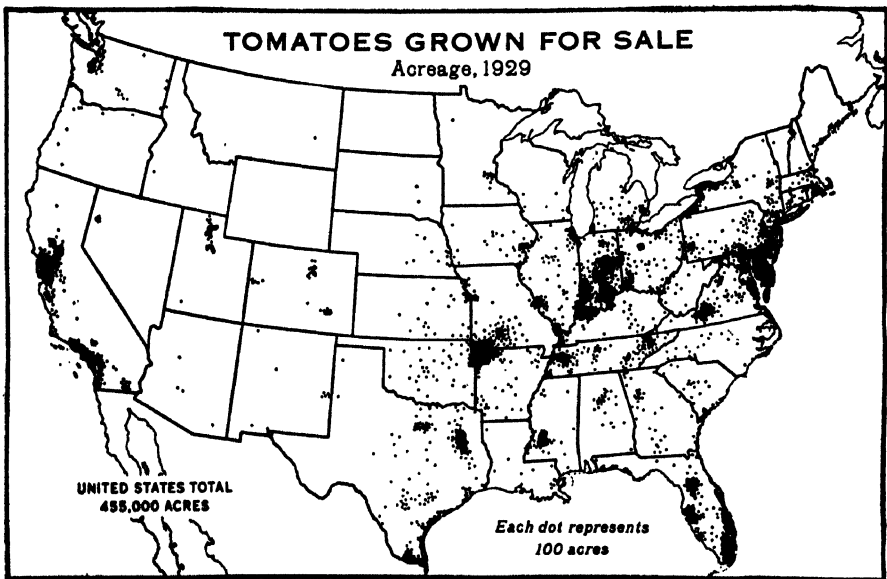 TOMATOES GROWN FOR SALE
Acreage, 1929
UNITED STATES TOTAL
455,000 ACRES
Each dot represents
100 acres